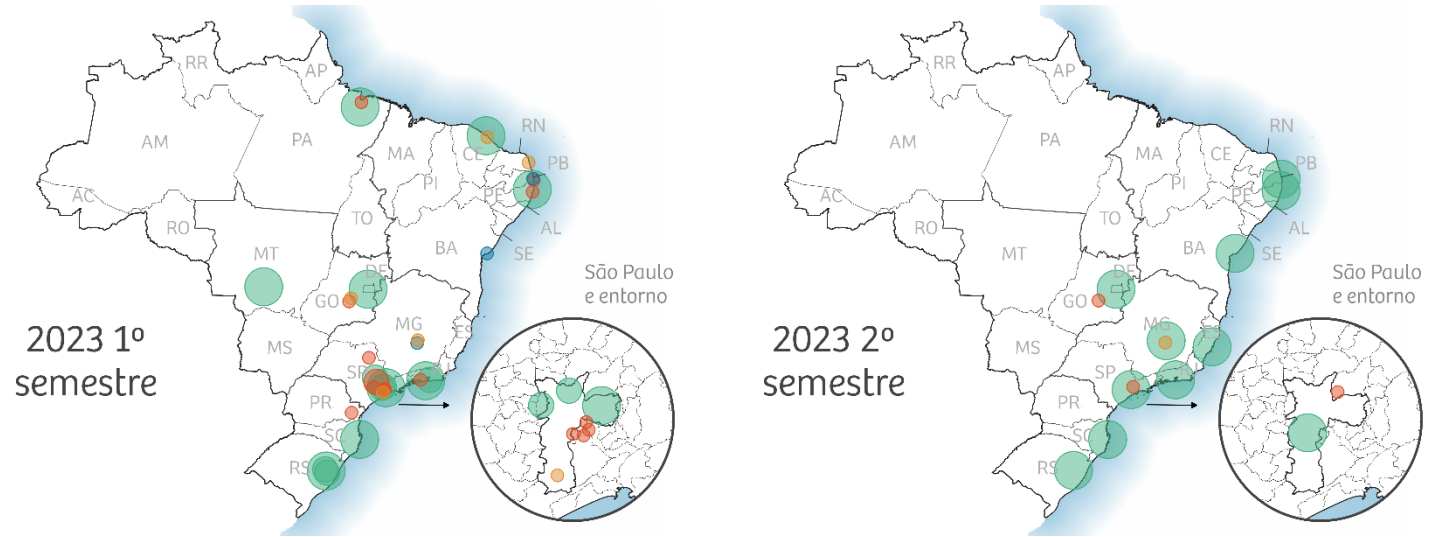 RR
AP
AM
PA
MA
CE
RN
PB
PI
PE
AC
TO
AL
RO
BA
SE
MT
DF
GO
São Paulo
e entorno
MG
ES
2023 1º
semestre
MS
SP
RJ
PR
SC
RS
RR
AP
AM
PA
MA
CE
RN
PB
PI
PE
AC
TO
AL
RO
BA
SE
MT
DF
GO
São Paulo
e entorno
MG
ES
2023 2º
semestre
MS
SP
RJ
PR
SC
RS